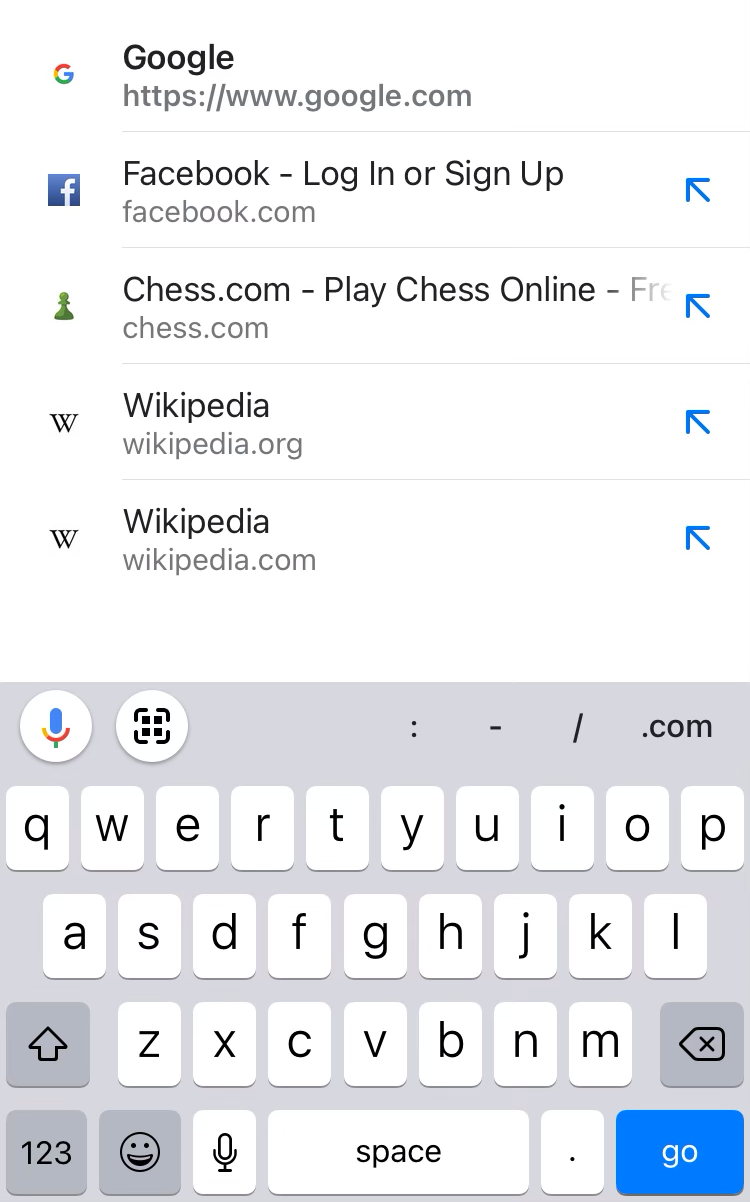 Google
https://www.google.com
Facebook - Log In or Sign Up
facebook.com
Chess.com - Play Chess Online - Fre
chess.com
W
Wikipedia
wikipedia.org
W
Wikipedia
wikipedia.com
: - / .com
q w e r t y u i o p
a s d f g h j k l
z x c v b n m
123 space . go